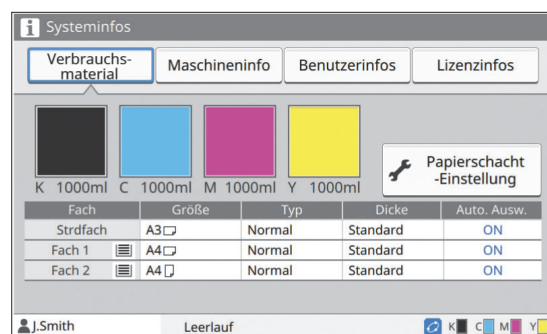 i Systeminfos
Verbrauchs-
material
Maschineninfo
Benutzerinfos
Lizenzinfos
K 1000ml C 1000ml M 1000ml Y 1000ml
Papierschacht
-Einstellung
Fach Größe Typ Dicke Auto. Ausw.
Strdfach A3 Normal Standard ON
Fach 1 A4 Normal Standard ON
Fach 2 A4 Normal Standard ON
J.Smith Leerlauf K C M Y